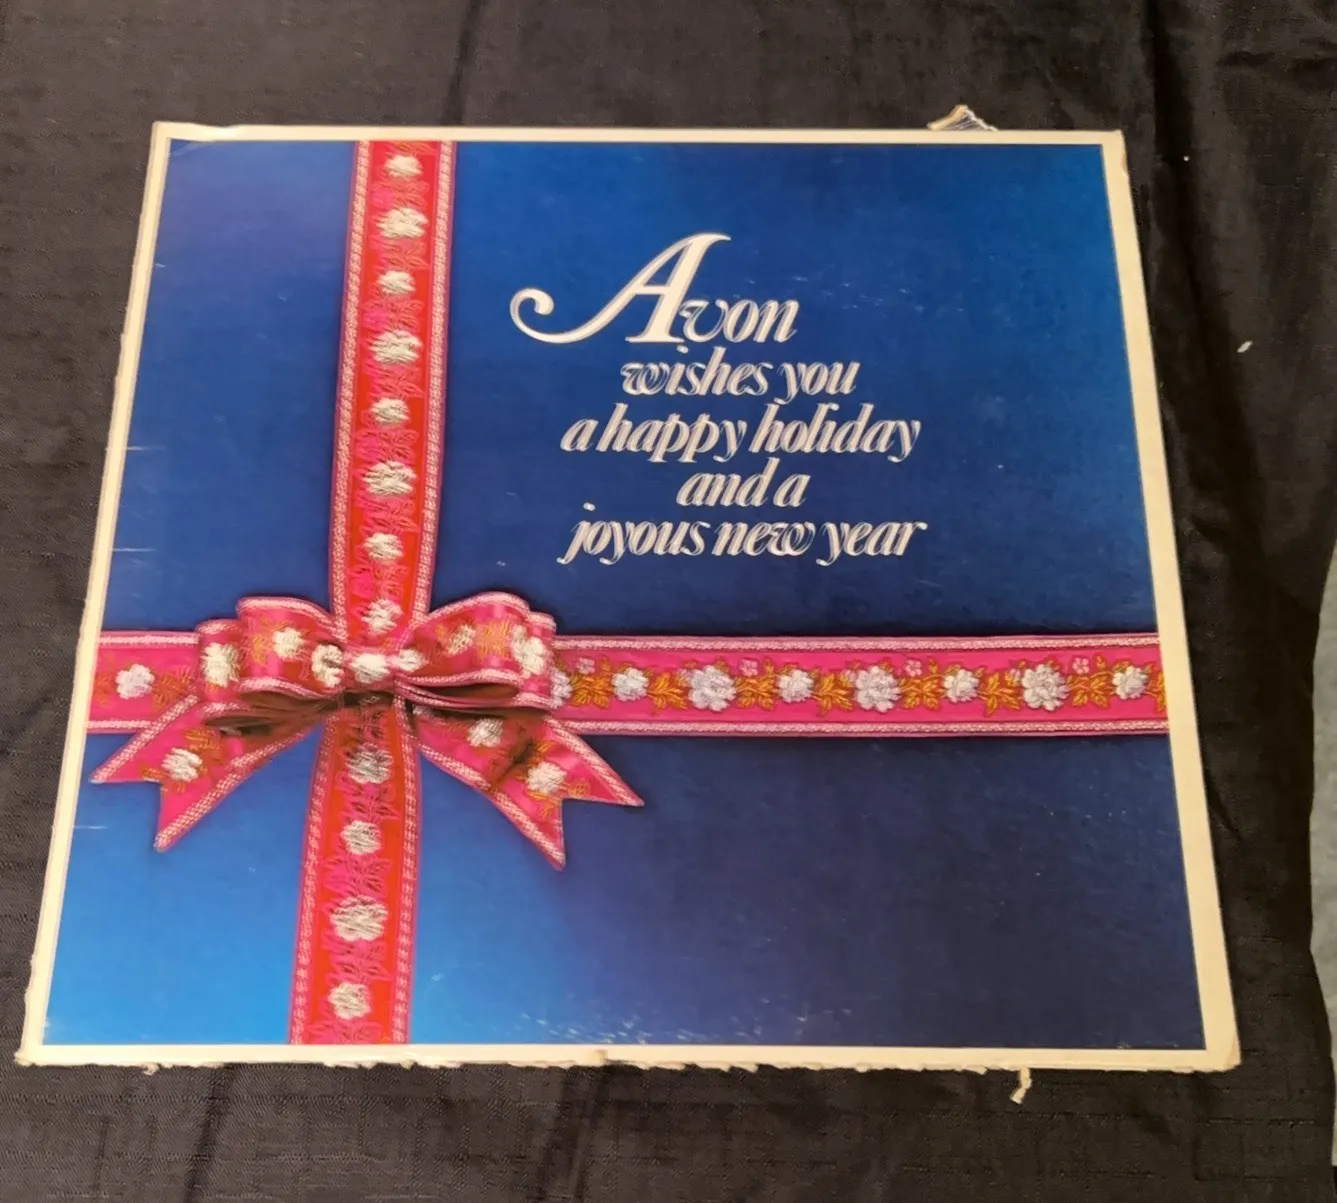 Avon
wishes you
a happy holiday
and a
joyous new year